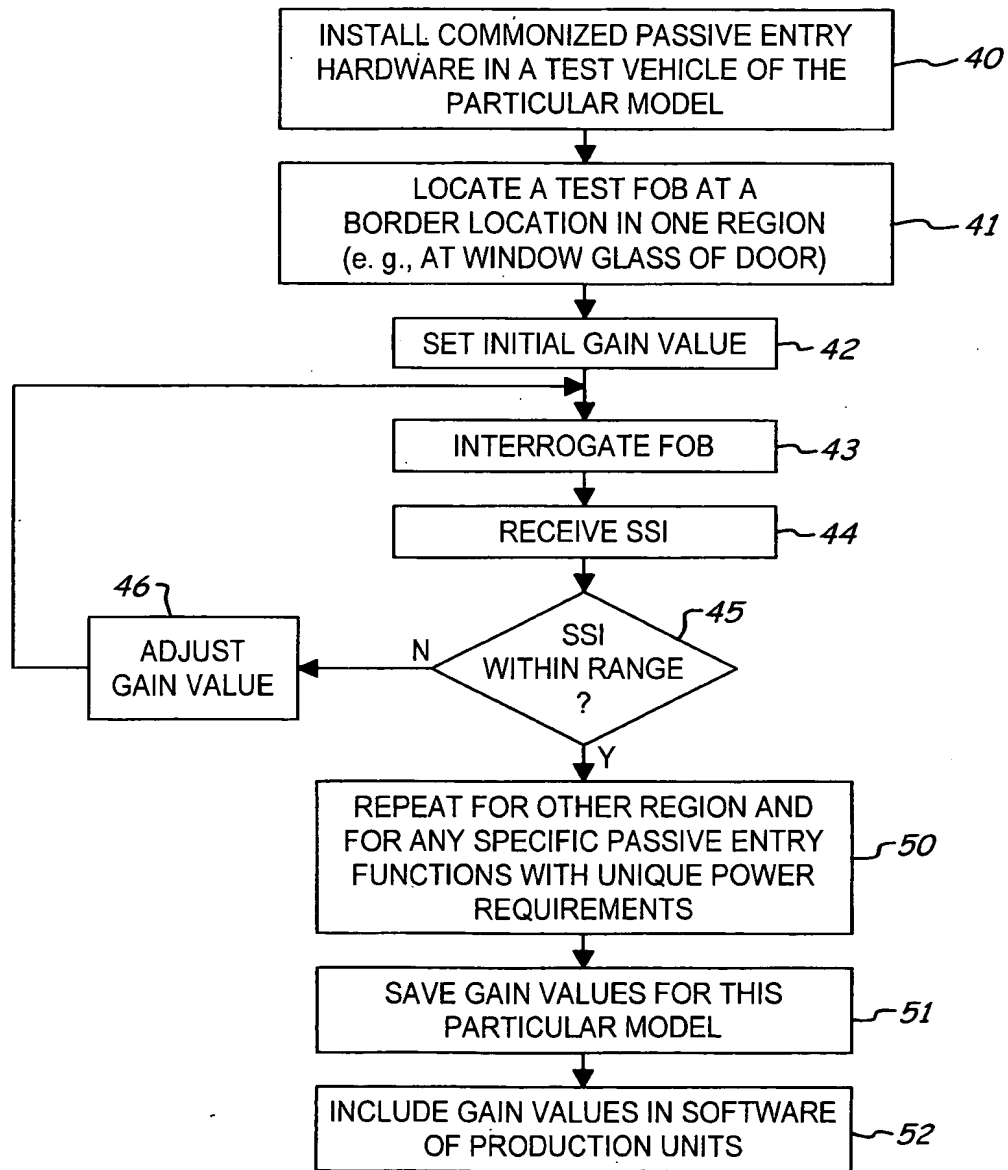 INSTALL COMMONIZED PASSIVE ENTRY
HARDWARE IN A TEST VEHICLE OF THE
PARTICULAR MODEL
40
LOCATE A TEST FOB AT A
BORDER LOCATION IN ONE REGION
(e. g., AT WINDOW GLASS OF DOOR)
41
SET INITIAL GAIN VALUE
42
INTERROGATE FOB
43
RECEIVE SSI
44
46
ADJUST
GAIN VALUE
N
45
SSI
WITHIN RANGE
?
Y
REPEAT FOR OTHER REGION AND
FOR ANY SPECIFIC PASSIVE ENTRY
FUNCTIONS WITH UNIQUE POWER
REQUIREMENTS
50
SAVE GAIN VALUES FOR THIS
PARTICULAR MODEL
51
INCLUDE GAIN VALUES IN SOFTWARE
OF PRODUCTION UNITS
52